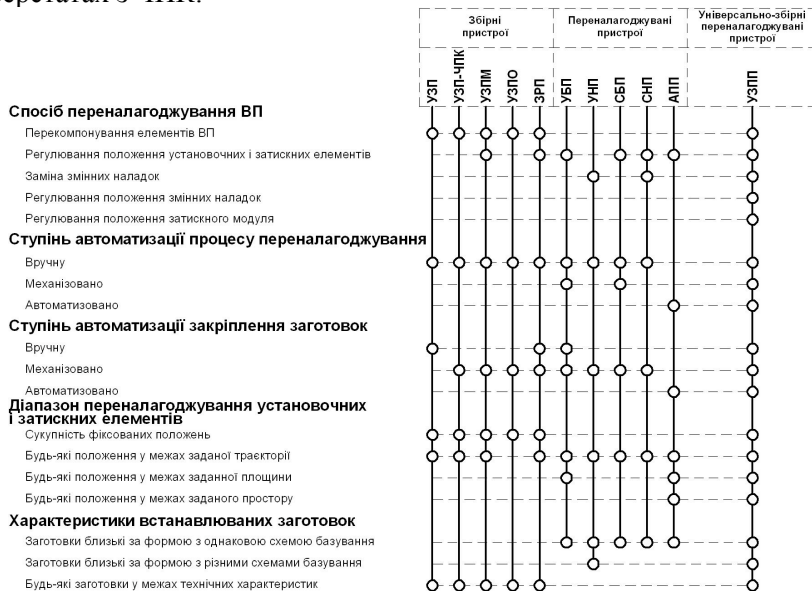 верстатах з ЧПК.
Збірні
пристрої
Переналагоджувані
пристрої
Універсально-збірні
переналагоджувані
пристрої
УЗП
УЗП-ЧПК
УЗПМ
УЗПО
ЗРП
УБП
УНП
СБП
СНП
АПП
УЗПП
Спосіб переналагоджування ВП
Перекомпонування елементів ВП
Регулювання положення установочних і затискних елементів
Заміна змінних наладок
Регулювання положення змінних наладок
Регулювання положення затискного модуля
Ступінь автоматизації процесу переналагоджування
Вручну
Механізовано
Автоматизовано
Ступінь автоматизації закріплення заготовок
Вручну
Механізовано
Автоматизовано
Діапазон переналагоджування установочних
і затискних елементів
Сукупність фіксованих положень
Будь-які положення у межах заданої траєкторії
Будь-які положення у межах заданної площини
Будь-які положення у межах заданого простору
Характеристики встанавлюваних заготовок
Заготовки близькі за формою з однаковою схемою базування
Заготовки близькі за формою з різними схемами базування
Будь-які заготовки у межах технічних характеристик